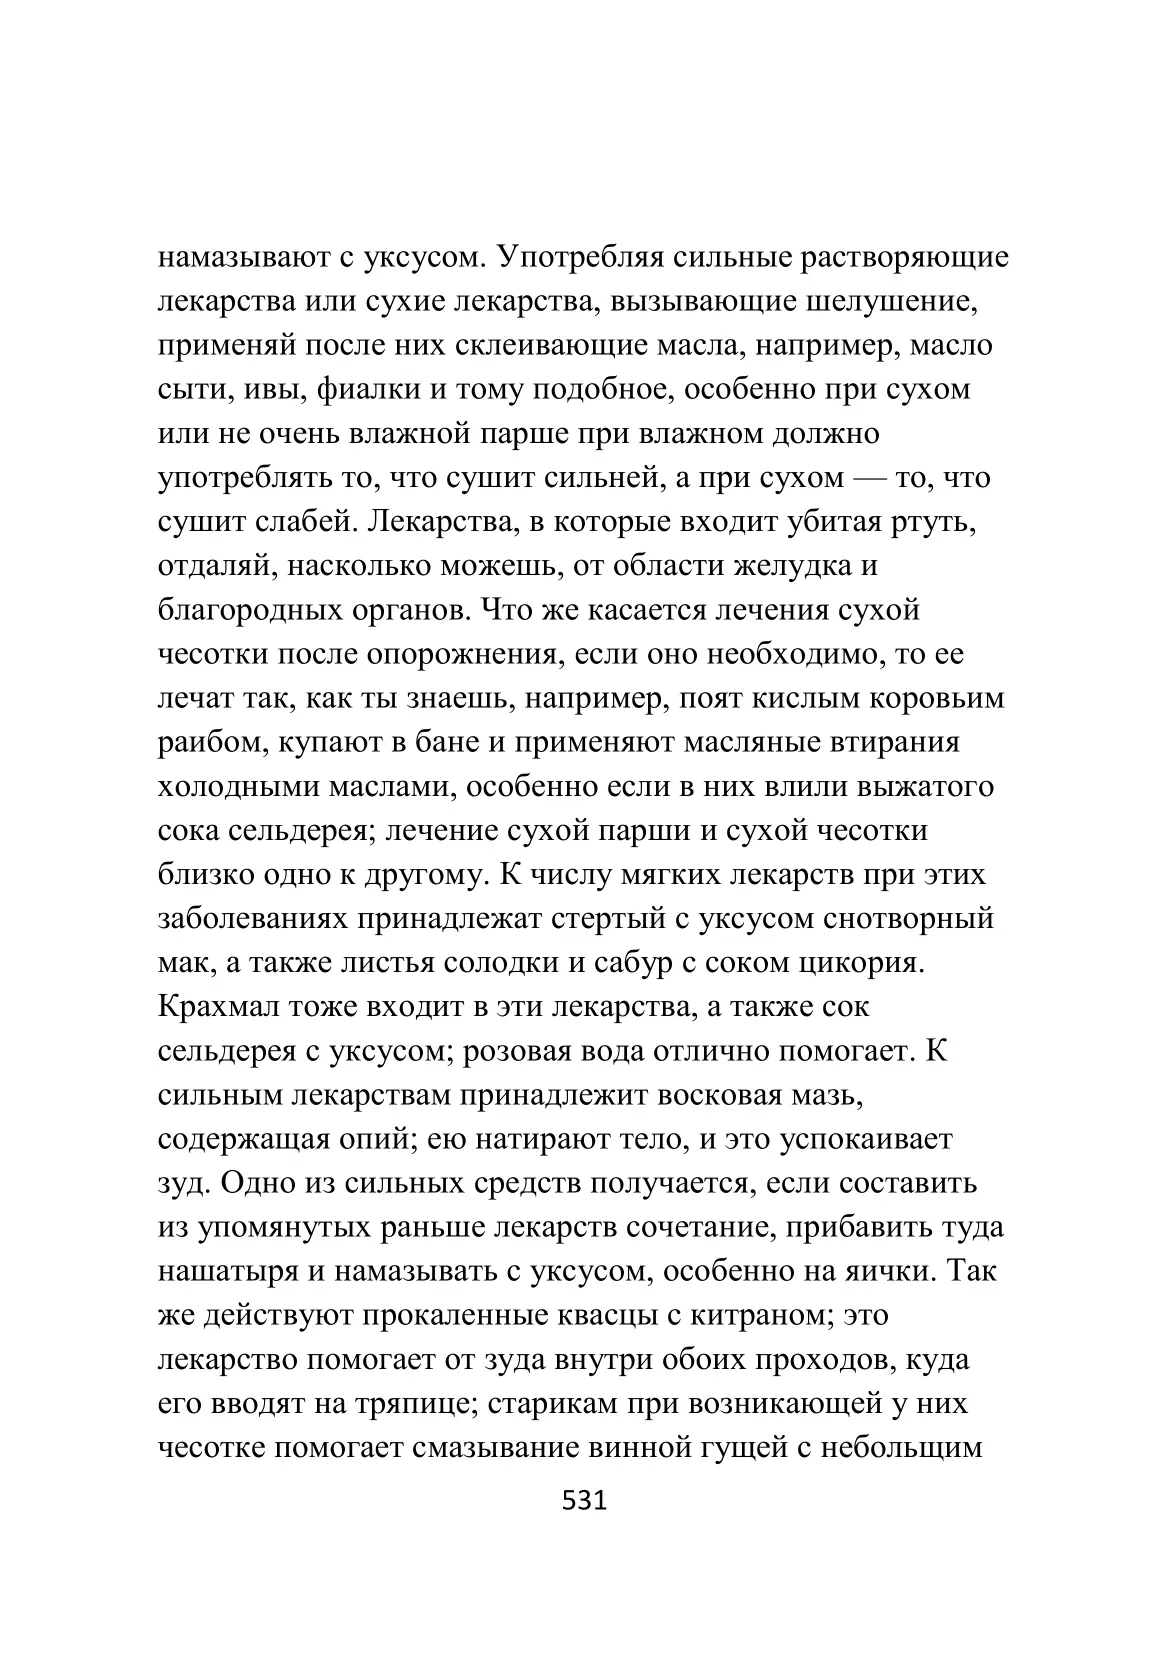 намазывают с уксусом. Употребляя сильные растворяющие
лекарства или сухие лекарства, вызывающие шелушение,
применяй после них склеивающие масла, например, масло
сыти, ивы, фиалки и тому подобное, особенно при сухом
или не очень влажной парше при влажном должно
употреблять то, что сушит сильней, а при сухом — то, что
сушит слабей. Лекарства, в которые входит убитая ртуть,
отдаляй, насколько можешь, от области желудка и
благородных органов. Что же касается лечения сухой
чесотки после опорожнения, если оно необходимо, то ее
лечат так, как ты знаешь, например, поят кислым коровьим
раибом, купают в бане и применяют масляные втирания
холодными маслами, особенно если в них влили выжатого
сока сельдерея; лечение сухой парши и сухой чесотки
близко одно к другому. К числу мягких лекарств при этих
заболеваниях принадлежат стертый с уксусом снотворный
мак, а также листья солодки и сабур с соком цикория.
Крахмал тоже входит в эти лекарства, а также сок
сельдерея с уксусом; розовая вода отлично помогает. К
сильным лекарствам принадлежит восковая мазь,
содержащая опий; ею натирают тело, и это успокаивает
зуд. Одно из сильных средств получается, если составить
из упомянутых раньше лекарств сочетание, прибавить туда
нашатыря и намазывать с уксусом, особенно на яички. Так
же действуют прокаленные квасцы с китраном; это
лекарство помогает от зуда внутри обоих проходов, куда
его вводят на тряпице; старикам при возникающей у них
чесотке помогает смазывание винной гущей с небольщим
531